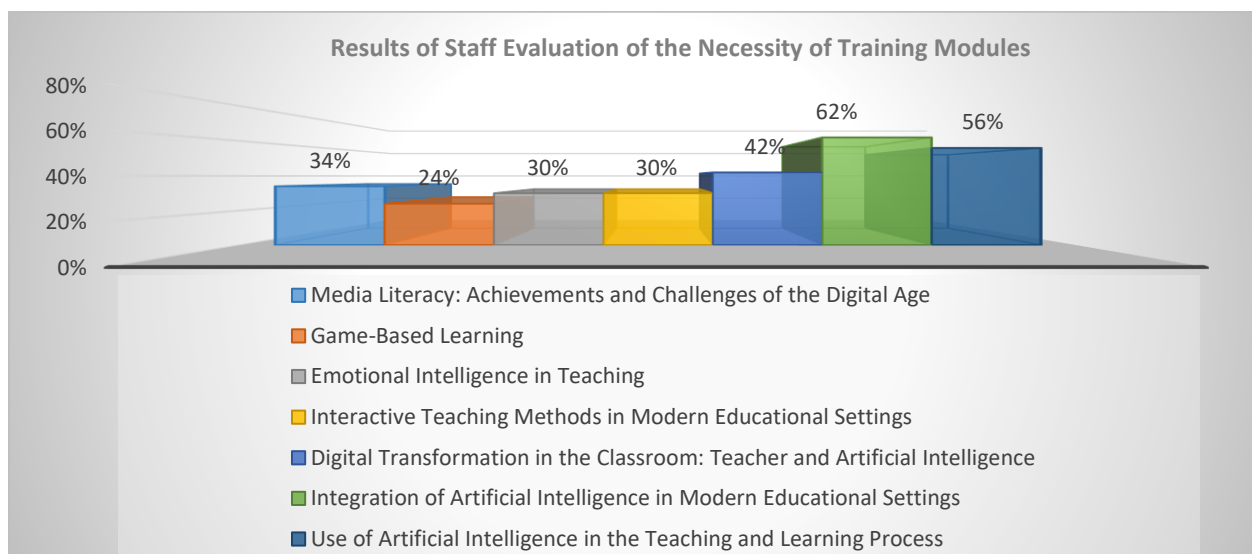 Results of Staff Evaluation of the Necessity of Training Modules
80%
60%
40%
20%
0%
34%
24%
30%
30%
42%
62%
56%
Media Literacy: Achievements and Challenges of the Digital Age
Game-Based Learning
Emotional Intelligence in Teaching
Interactive Teaching Methods in Modern Educational Settings
Digital Transformation in the Classroom: Teacher and Artificial Intelligence
Integration of Artificial Intelligence in Modern Educational Settings
Use of Artificial Intelligence in the Teaching and Learning Process